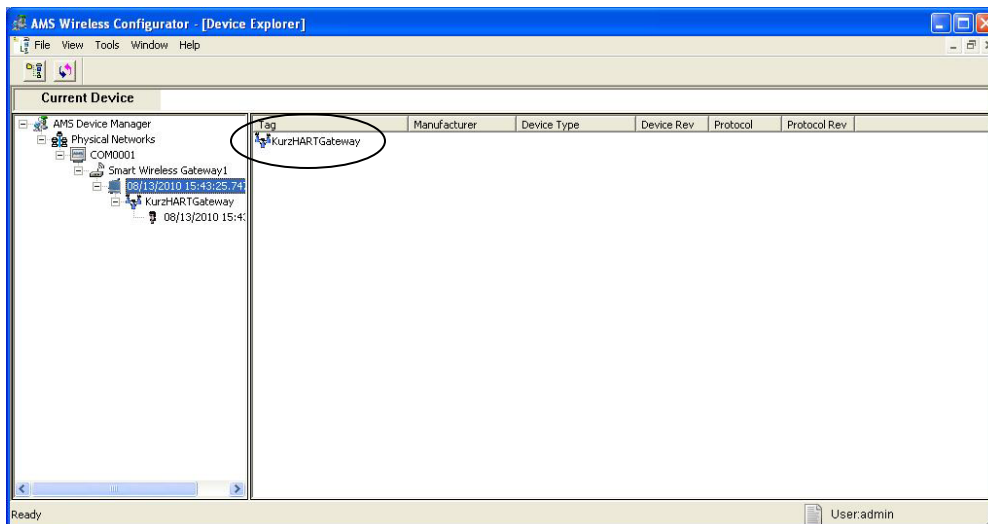 AMS Wireless Configurator - [Device Explorer]
File View Tools Window Help
Current Device
AMS Device Manager
Physical Networks
COM0001
Smart Wireless Gateway1
08/13/2010 15:43:25.74
KurzHARTGateway
08/13/2010 15:43
Tag Manufacturer Device Type Device Rev Protocol Protocol Rev
KurzHARTGateway
Ready User:admin